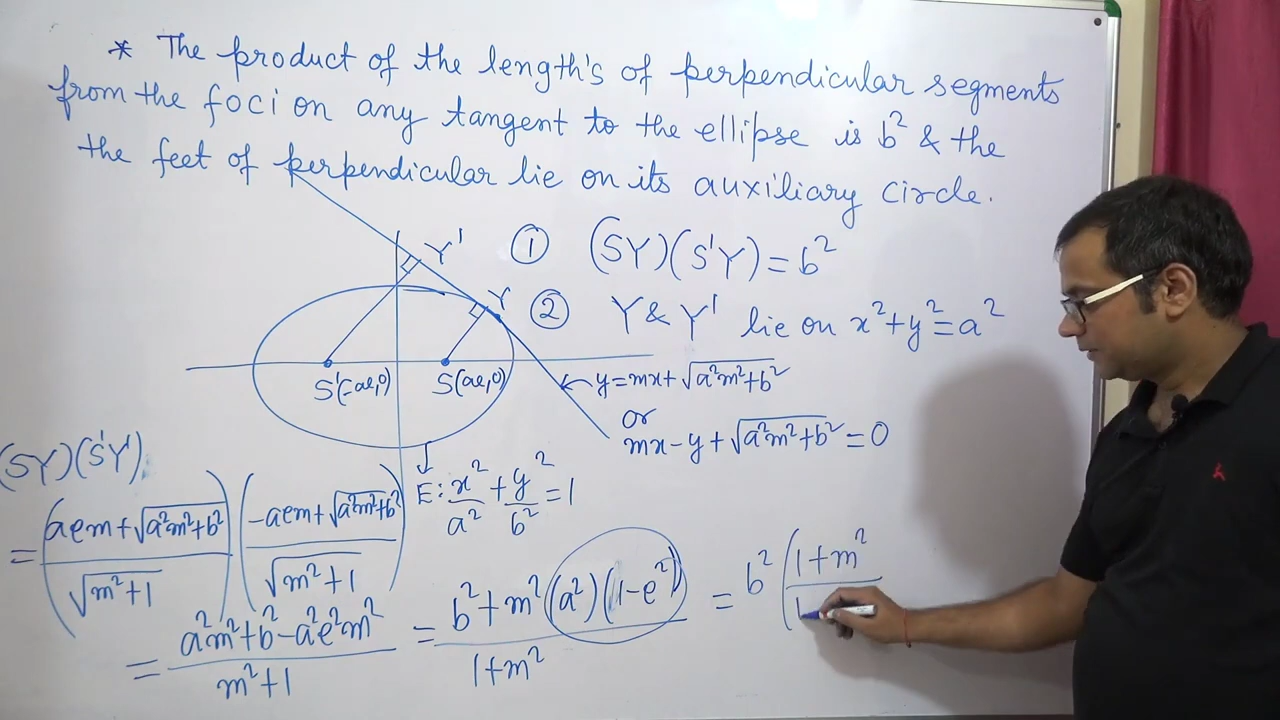 * The product of the length's of perpendicular segments
from the foci on any tangent to the ellipse is b² & the
the feet of perpendicular lie on its auxiliary circle.
① (SY)(S'Y)=b²
② Y & Y' lie on x²+y²=a²
Y'
Y
S'(-ae,0)
S(ae,0)
y=mx+√(a²m²+b²)
or
mx-y+√(a²m²+b²)=0
E: x²/a² + y²/b² = 1
(SY)(S'Y')
= ((aem+√(a²m²+b²))/√(m²+1)) ((-aem+√(a²m²+b²))/√(m²+1))
= (a²m²+b²-a²e²m²)/(m²+1) = (b²+m²(a²)(1-e²))/(1+m²) = b²((1+m²)/(1